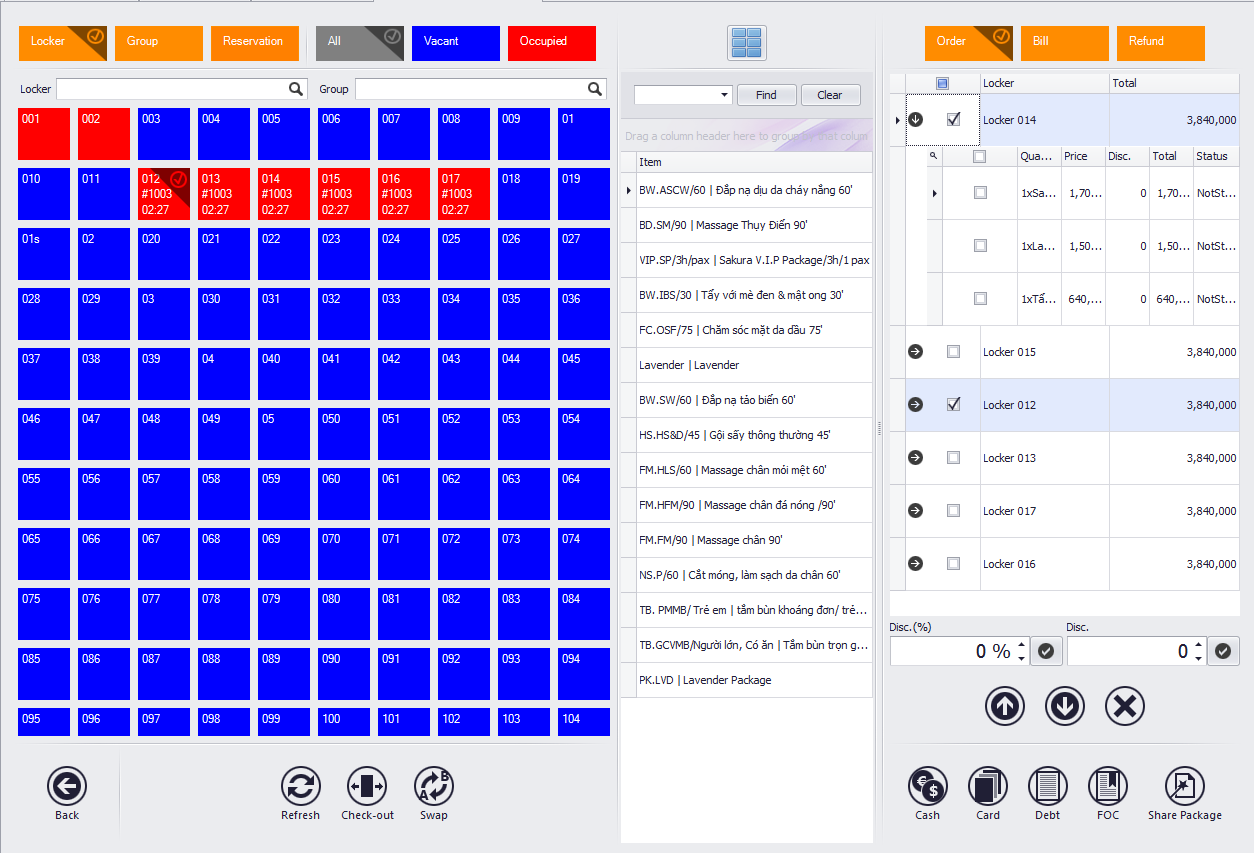 Locker Group Reservation All Vacant Occupied
Locker Group
001 002 003 004 005 006 007 008 009 01
010 011 012 013 014 015 016 017 018 019
#1003 #1003 #1003 #1003 #1003 #1003
02:27 02:27 02:27 02:27 02:27 02:27
01s 02 020 021 022 023 024 025 026 027
028 029 03 030 031 032 033 034 035 036
037 038 039 04 040 041 042 043 044 045
046 047 048 049 05 050 051 052 053 054
055 056 057 058 059 060 061 062 063 064
065 066 067 068 069 070 071 072 073 074
075 076 077 078 079 080 081 082 083 084
085 086 087 088 089 090 091 092 093 094
095 096 097 098 099 100 101 102 103 104
Back Refresh Check-out Swap
Find Clear
Drag a column header here to group by that colum
Item
BW.ASCW/60 | Đắp nạ dịu da cháy nắng 60'
BD.SM/90 | Massage Thụy Điển 90'
VIP.SP/3h/pax | Sakura V.I.P Package/3h/1 pax
BW.IBS/30 | Tẩy với mè đen & mật ong 30'
FC.OSF/75 | Chăm sóc mặt da dầu 75'
Lavender | Lavender
BW.SW/60 | Đắp nạ tảo biển 60'
HS.HS&D/45 | Gội sấy thông thường 45'
FM.HLS/60 | Massage chân mỏi mệt 60'
FM.HFM/90 | Massage chân đá nóng /90'
FM.FM/90 | Massage chân 90'
NS.P/60 | Cắt móng, làm sạch da chân 60'
TB. PMMB/ Trẻ em | tắm bùn khoáng đơn/ trẻ...
TB.GCVMB/Người lớn, Có ăn | Tắm bùn trọn g...
PK.LVD | Lavender Package
Order Bill Refund
Locker Total
Locker 014 3,840,000
Qua... Price Disc. Total Status
1xSa... 1,70... 0 1,70... NotSt...
1xLa... 1,50... 0 1,50... NotSt...
1xTẩ... 640,... 0 640,... NotSt...
Locker 015 3,840,000
Locker 012 3,840,000
Locker 013 3,840,000
Locker 017 3,840,000
Locker 016 3,840,000
Disc.(%) Disc.
0 % 0
Cash Card Debt FOC Share Package